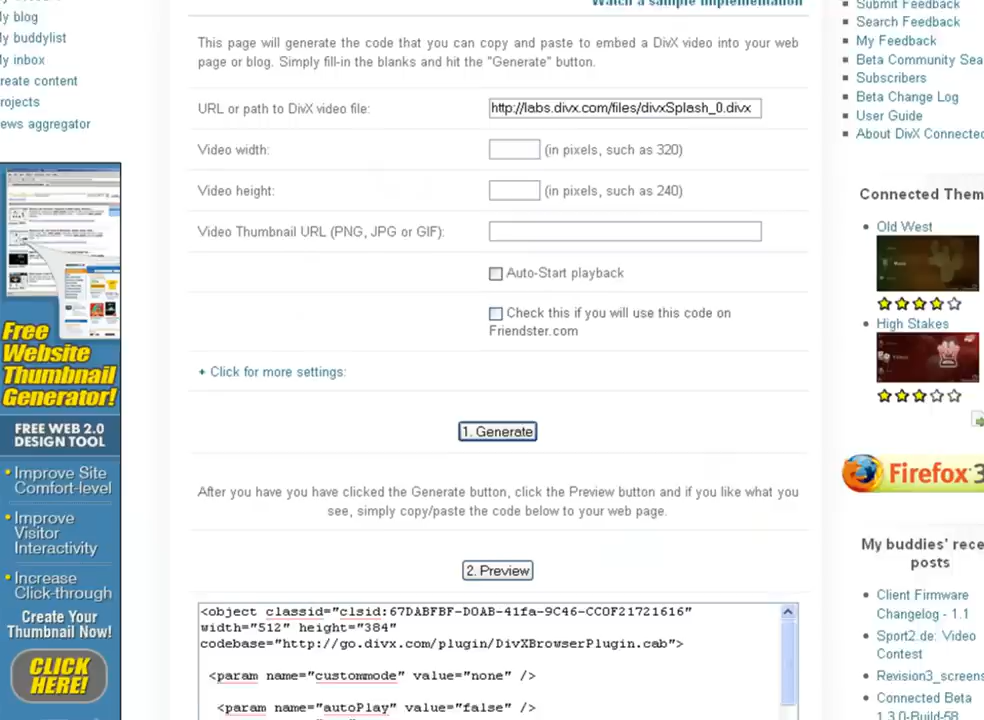 Watch a sample implementation
My blog
My buddylist
My inbox
create content
projects
news aggregator
Free
Website
Thumbnail
Generator!
FREE WEB 2.0
DESIGN TOOL
• Improve Site
Comfort-level
• Improve
Visitor
Interactivity
• Increase
Click-through
Create Your
Thumbnail Now!
CLICK
HERE!
This page will generate the code that you can copy and paste to embed a DivX video into your web
page or blog. Simply fill-in the blanks and hit the "Generate" button.
URL or path to DivX video file: http://labs.divx.com/files/divxSplash_0.divx
Video width: (in pixels, such as 320)
Video height: (in pixels, such as 240)
Video Thumbnail URL (PNG, JPG or GIF):
Auto-Start playback
Check this if you will use this code on
Friendster.com
+ Click for more settings:
1. Generate
After you have you have clicked the Generate button, click the Preview button and if you like what you
see, simply copy/paste the code below to your web page.
2. Preview
<object classid="clsid:67DABFBF-D0AB-41fa-9C46-CC0F21721616"
width="512" height="384"
codebase="http://go.divx.com/plugin/DivXBrowserPlugin.cab">
<param name="custommode" value="none" />
<param name="autoPlay" value="false" />
Submit Feedback
Search Feedback
My Feedback
Beta Community Sea
Subscribers
Beta Change Log
User Guide
About DivX Connected
Connected Them
• Old West
• High Stakes
Firefox 3
My buddies' rece
posts
• Client Firmware
Changelog - 1.1
• Sport2.de: Video
Contest
• Revision3_screens
• Connected Beta
1.3.0-Build-58